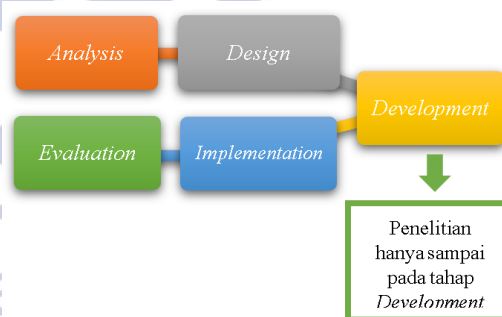 Analysis
Design
Development
Evaluation
Implementation
Penelitian
hanya sampai
pada tahap
Development